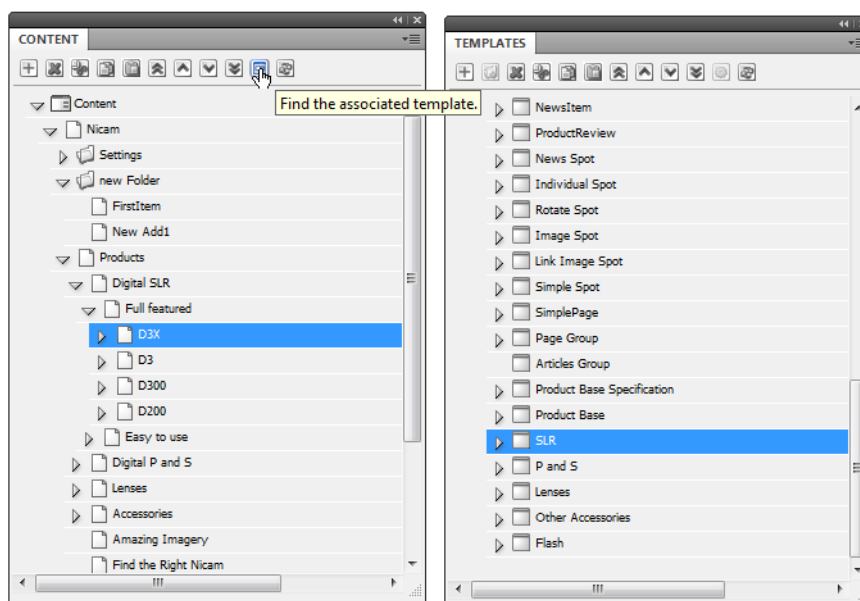 CONTENT
Find the associated template.
Content
Nicam
Settings
new Folder
FirstItem
New Add1
Products
Digital SLR
Full featured
D3X
D3
D300
D200
Easy to use
Digital P and S
Lenses
Accessories
Amazing Imagery
Find the Right Nicam
TEMPLATES
NewsItem
ProductReview
News Spot
Individual Spot
Rotate Spot
Image Spot
Link Image Spot
Simple Spot
SimplePage
Page Group
Articles Group
Product Base Specification
Product Base
SLR
P and S
Lenses
Other Accessories
Flash